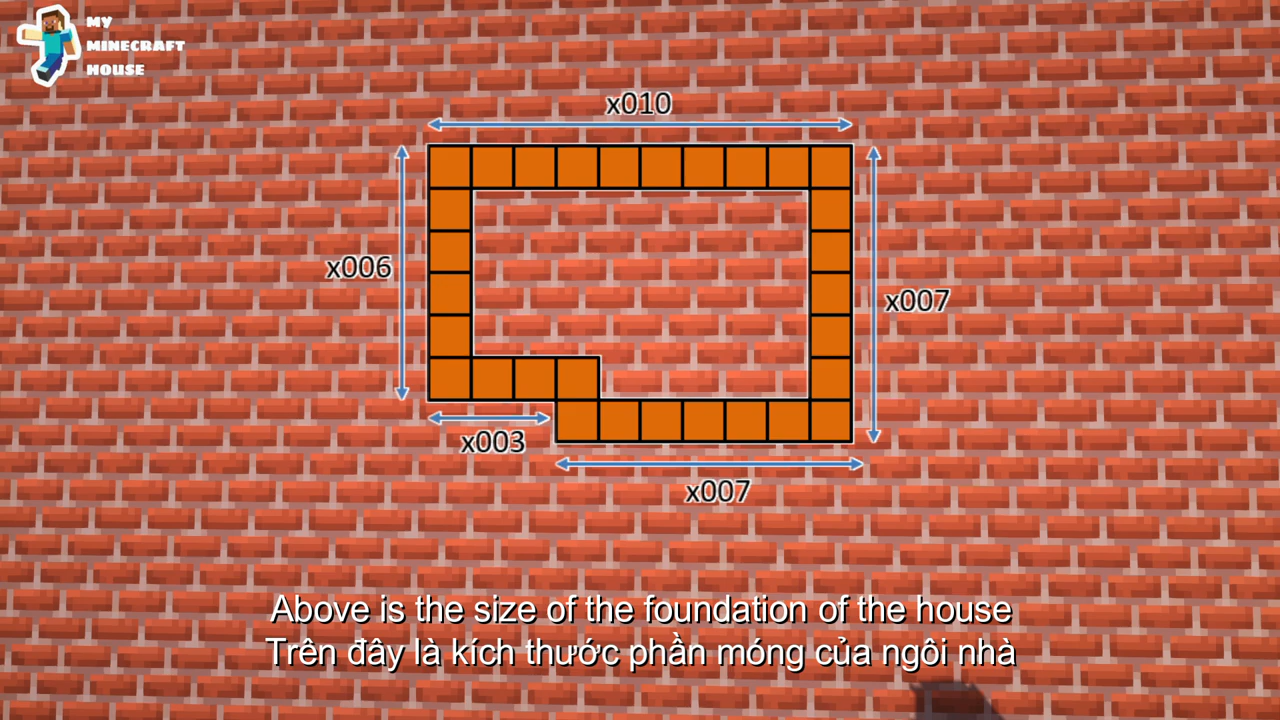 MY
MINECRAFT
HOUSE
x010
x006
x007
x003
x007
Above is the size of the foundation of the house
Trên đây là kích thước phần móng của ngôi nhà